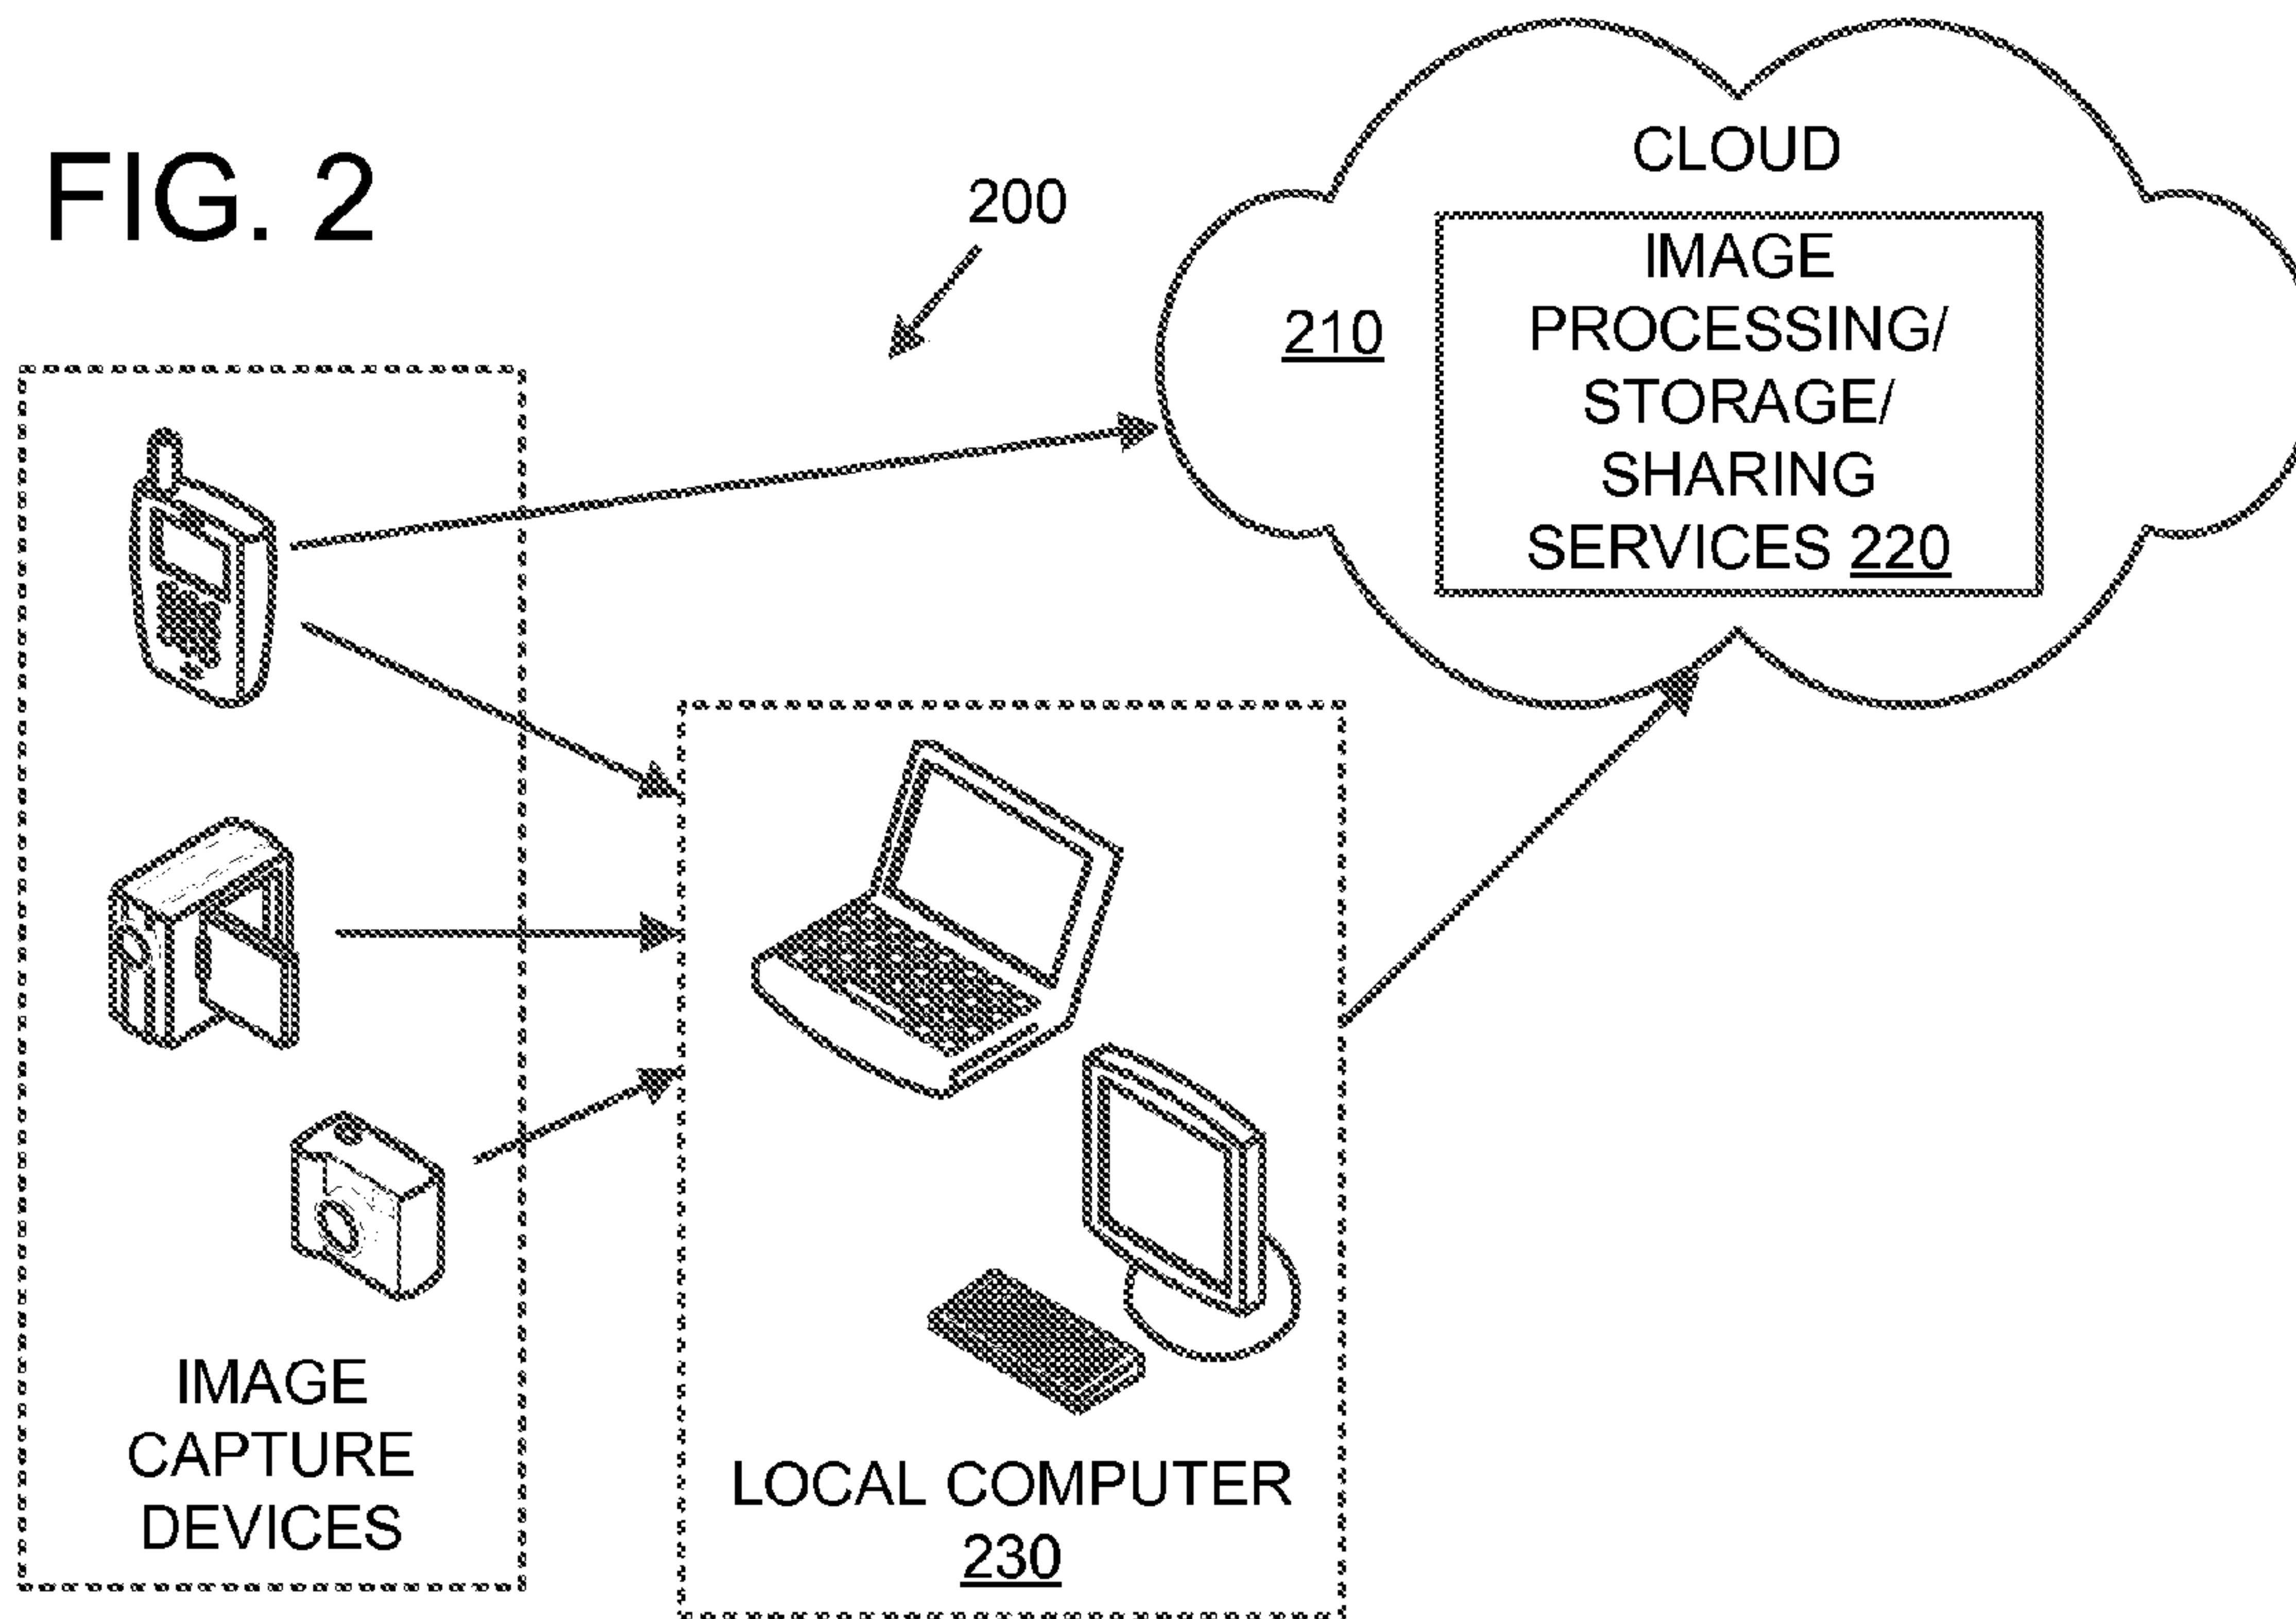 FIG. 2
200
CLOUD
210
IMAGE
PROCESSING/
STORAGE/
SHARING
SERVICES 220
IMAGE
CAPTURE
DEVICES
LOCAL COMPUTER
230